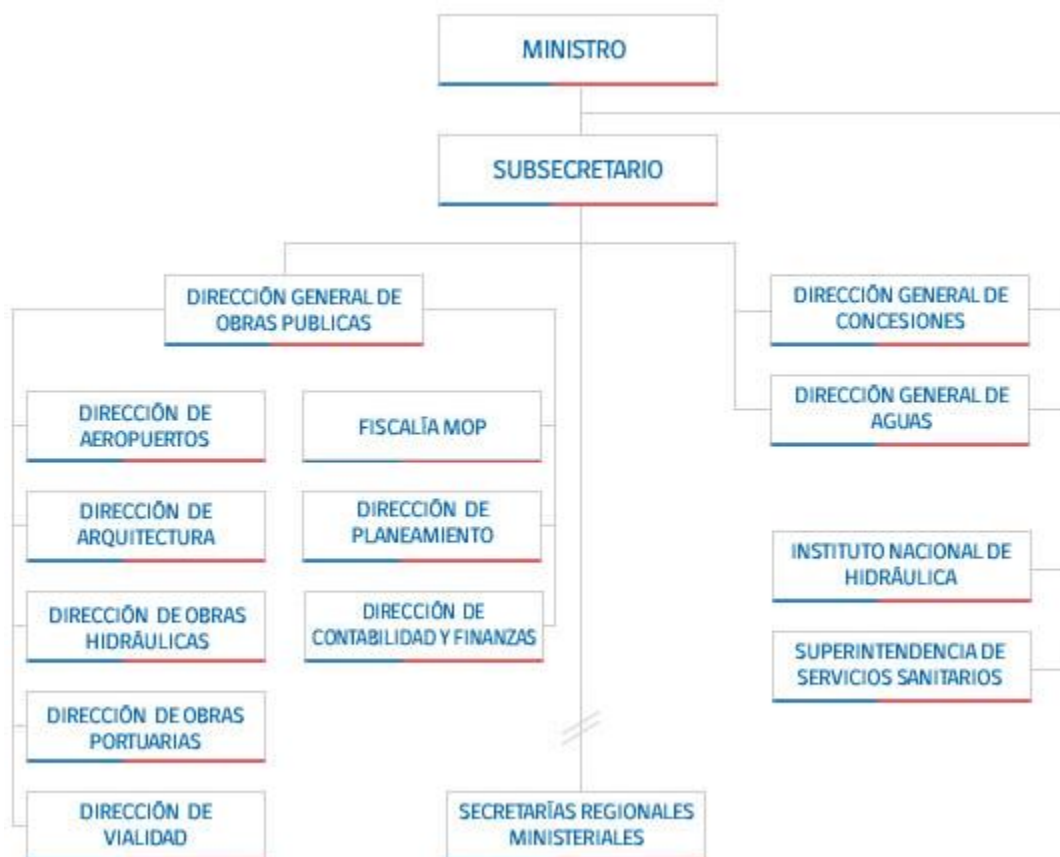 MINISTRO
SUBSECRETARIO
DIRECCIÓN GENERAL DE
OBRAS PUBLICAS
DIRECCIÓN DE
AEROPUERTOS
DIRECCIÓN DE
ARQUITECTURA
DIRECCIÓN DE OBRAS
HIDRÁULICAS
DIRECCIÓN DE OBRAS
PORTUARIAS
DIRECCIÓN DE
VIALIDAD
FISCALÍA MOP
DIRECCIÓN DE
PLANEAMIENTO
DIRECCIÓN DE
CONTABILIDAD Y FINANZAS
SECRETARÍAS REGIONALES
MINISTERIALES
DIRECCIÓN GENERAL DE
CONCESIONES
DIRECCIÓN GENERAL DE
AGUAS
INSTITUTO NACIONAL DE
HIDRÁULICA
SUPERINTENDENCIA DE
SERVICIOS SANITARIOS